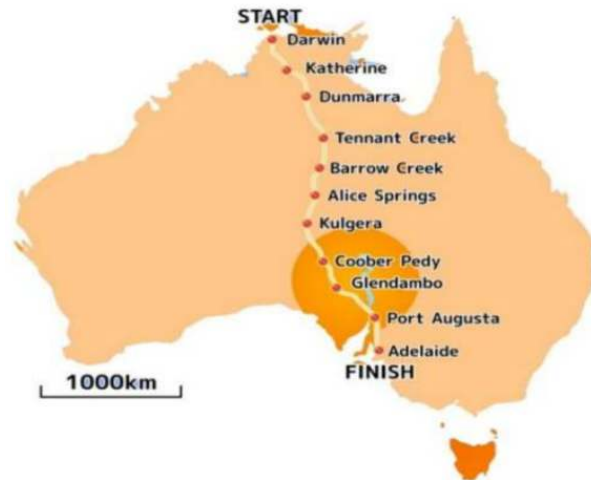 START
Darwin
Katherine
Dunmarra
Tennant Creek
Barrow Creek
Alice Springs
Kulgera
Coober Pedy
Glendambo
Port Augusta
Adelaide
FINISH
1000km